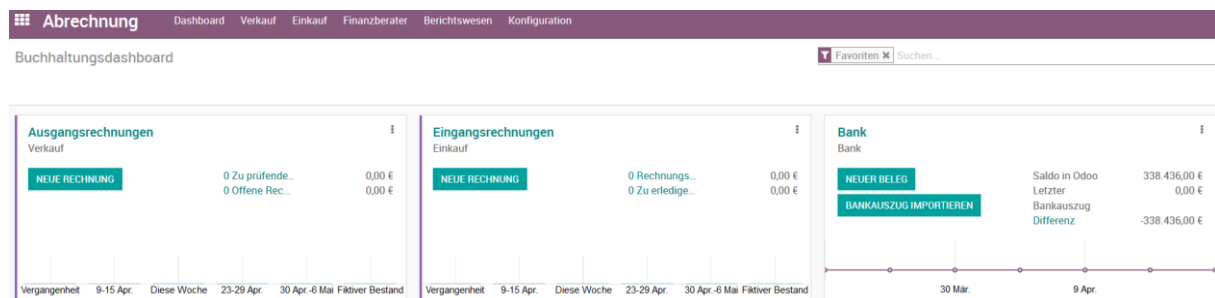 Abrechnung Dashboard Verkauf Einkauf Finanzberater Berichtswesen Konfiguration
Buchhaltungsdashboard
Favoriten ✖ Suchen...
Ausgangsrechnungen
Verkauf
NEUE RECHNUNG
0 Zu prüfende... 0,00 €
0 Offene Rec... 0,00 €
Vergangenheit 9-15 Apr. Diese Woche 23-29 Apr. 30 Apr.-6 Mai Fiktiver Bestand
Eingangsrechnungen
Einkauf
NEUE RECHNUNG
0 Rechnungs... 0,00 €
0 Zu erledige... 0,00 €
Vergangenheit 9-15 Apr. Diese Woche 23-29 Apr. 30 Apr.-6 Mai Fiktiver Bestand
Bank
Bank
NEUER BELEG
BANKAUSZUG IMPORTIEREN
Saldo in Odoo 338.436,00 €
Letzter 0,00 €
Bankauszug
Differenz -338.436,00 €
30 Mär. 9 Apr.